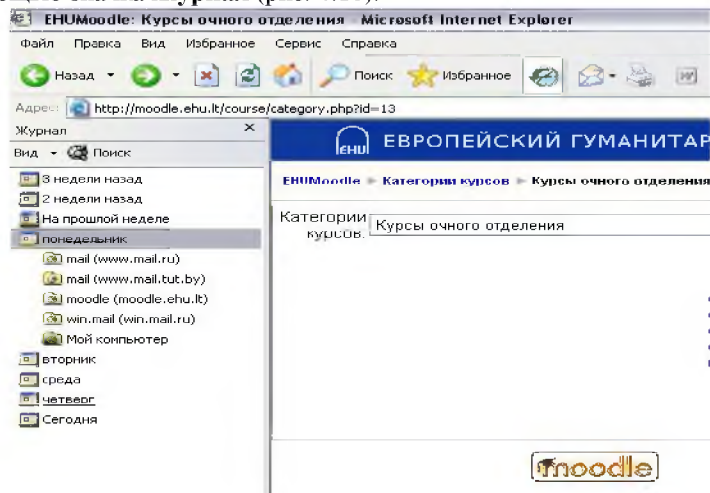 EHUMoodle: Курсы очного отделения - Microsoft Internet Explorer
Файл Правка Вид Избранное Сервис Справка
Назад Поиск Избранное
Адрес: http://moodle.ehu.lt/course/category.php?id=13
Журнал ×
Вид Поиск
3 недели назад
2 недели назад
На прошлой неделе
понедельник
mail (www.mail.ru)
mail (www.mail.tut.by)
moodle (moodle.ehu.lt)
win.mail (win.mail.ru)
Мой компьютер
вторник
среда
четверг
Сегодня
EHU ЕВРОПЕЙСКИЙ ГУМАНИТАР
EHUMoodle ► Категории курсов ► Курсы очного отделения
Категории курсов: Курсы очного отделения
moodle